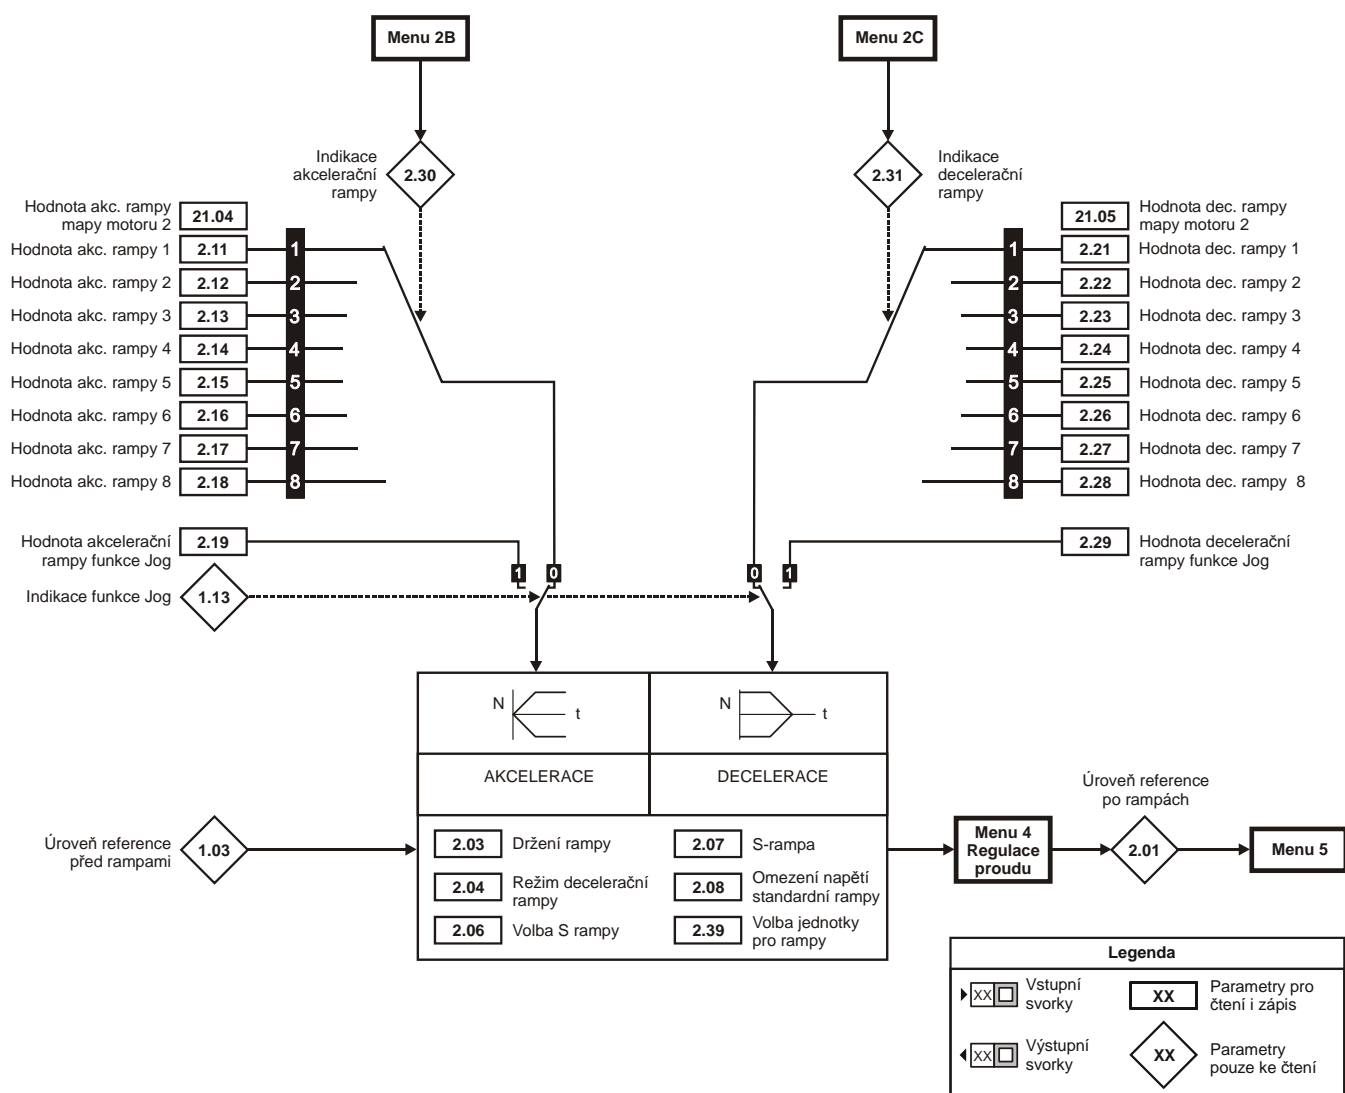 Menu 2B
Menu 2C
Indikace
akcelerační
rampy
2.30
2.31
Indikace
decelerační
rampy
Hodnota akc. rampy
mapy motoru 2
21.04
21.05
Hodnota dec. rampy
mapy motoru 2
Hodnota akc. rampy 1
2.11
1
1
2.21
Hodnota dec. rampy 1
Hodnota akc. rampy 2
2.12
2
2
2.22
Hodnota dec. rampy 2
Hodnota akc. rampy 3
2.13
3
3
2.23
Hodnota dec. rampy 3
Hodnota akc. rampy 4
2.14
4
4
2.24
Hodnota dec. rampy 4
Hodnota akc. rampy 5
2.15
5
5
2.25
Hodnota dec. rampy 5
Hodnota akc. rampy 6
2.16
6
6
2.26
Hodnota dec. rampy 6
Hodnota akc. rampy 7
2.17
7
7
2.27
Hodnota dec. rampy 7
Hodnota akc. rampy 8
2.18
8
8
2.28
Hodnota dec. rampy 8
Hodnota akcelerační
rampy funkce Jog
2.19
2.29
Hodnota decelerační
rampy funkce Jog
1
0
0
1
Indikace funkce Jog
1.13
N
t
N
t
AKCELERACE
DECELERACE
Úroveň reference
před rampami
1.03
2.03
Držení rampy
2.07
S-rampa
2.04
Režim decelerační
rampy
2.08
Omezení napětí
standardní rampy
2.06
Volba S rampy
2.39
Volba jednotky
pro rampy
Menu 4
Regulace
proudu
Úroveň reference
po rampách
2.01
Menu 5
Legenda
XX
Vstupní
svorky
XX
Parametry pro
čtení i zápis
XX
Výstupní
svorky
XX
Parametry
pouze ke čtení